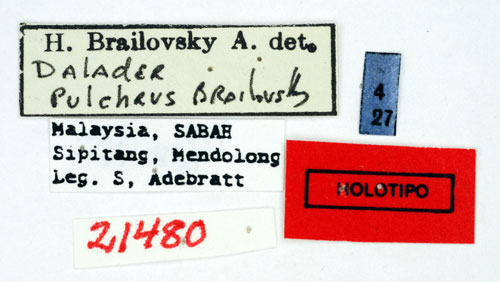 H. Brailovsky A. det.
DALADER
PULCHRUS BRAILOVSKY
4
27
Malaysia, SABAH
Sipitang, Mendolong
Leg. S, Adebratt
HOLOTIPO
21480